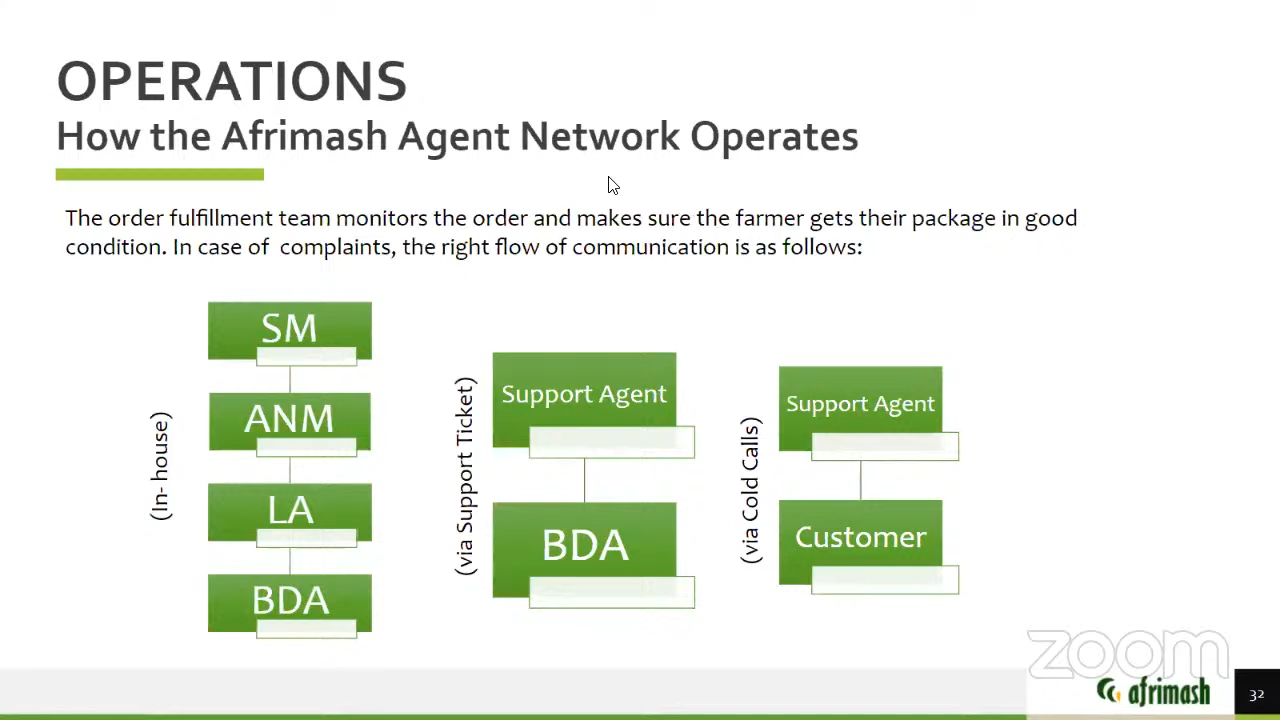 OPERATIONS
How the Afrimash Agent Network Operates
The order fulfillment team monitors the order and makes sure the farmer gets their package in good
condition. In case of  complaints, the right flow of communication is as follows:
(In- house)
SM
ANM
LA
BDA
(via Support Ticket)
Support Agent
BDA
(via Cold Calls)
Support Agent
Customer
zoom
afrimash
32